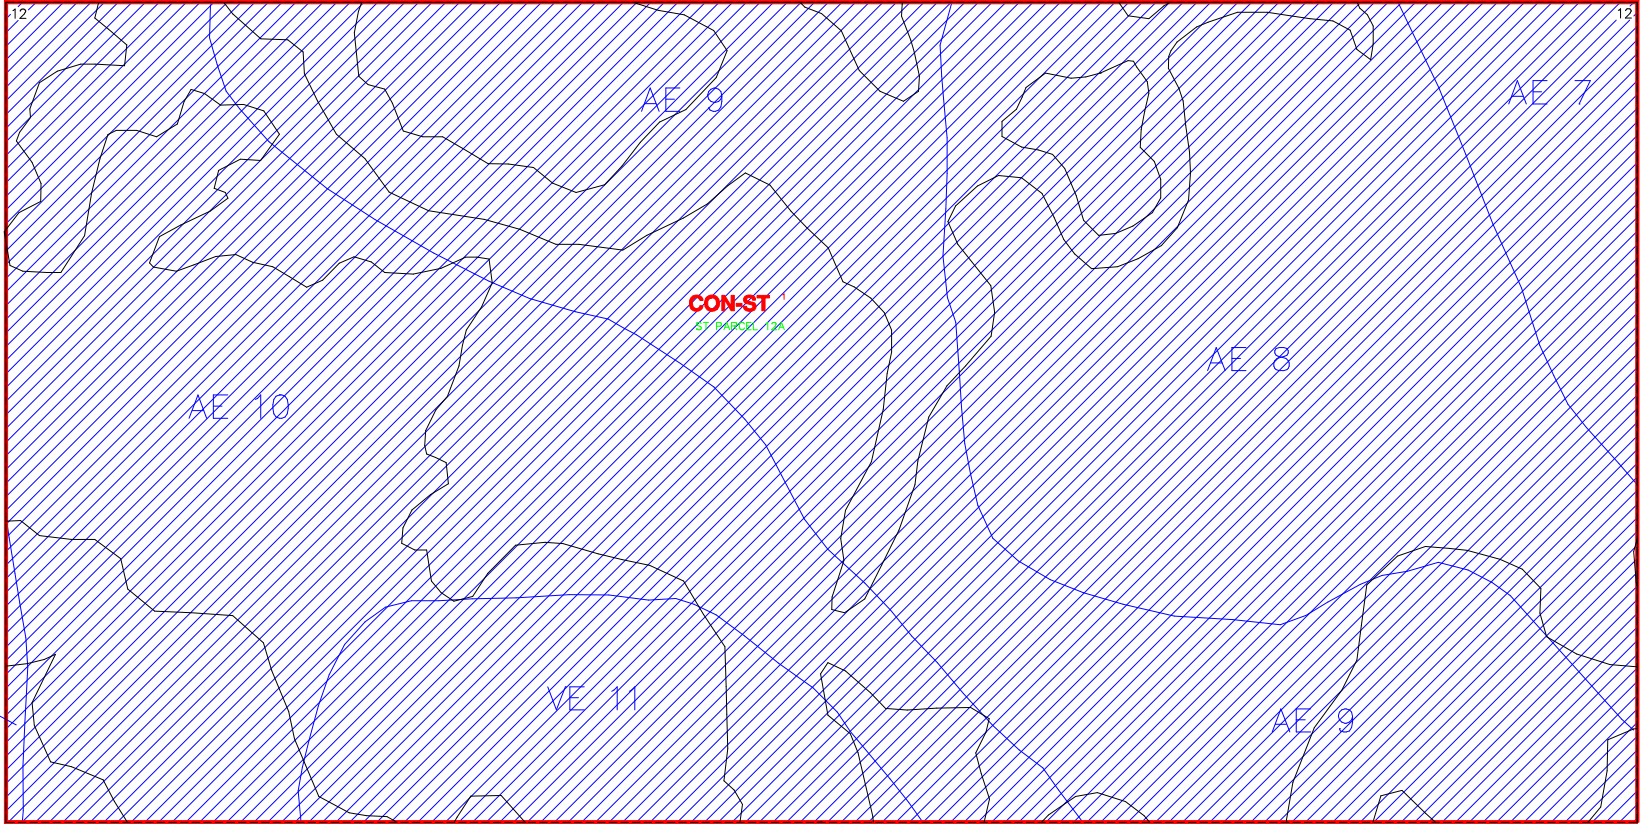 12
12
AE 9
AE 7
CON-ST 1
ST PARCEL 12A
AE 8
AE 10
VE 11
AE 9